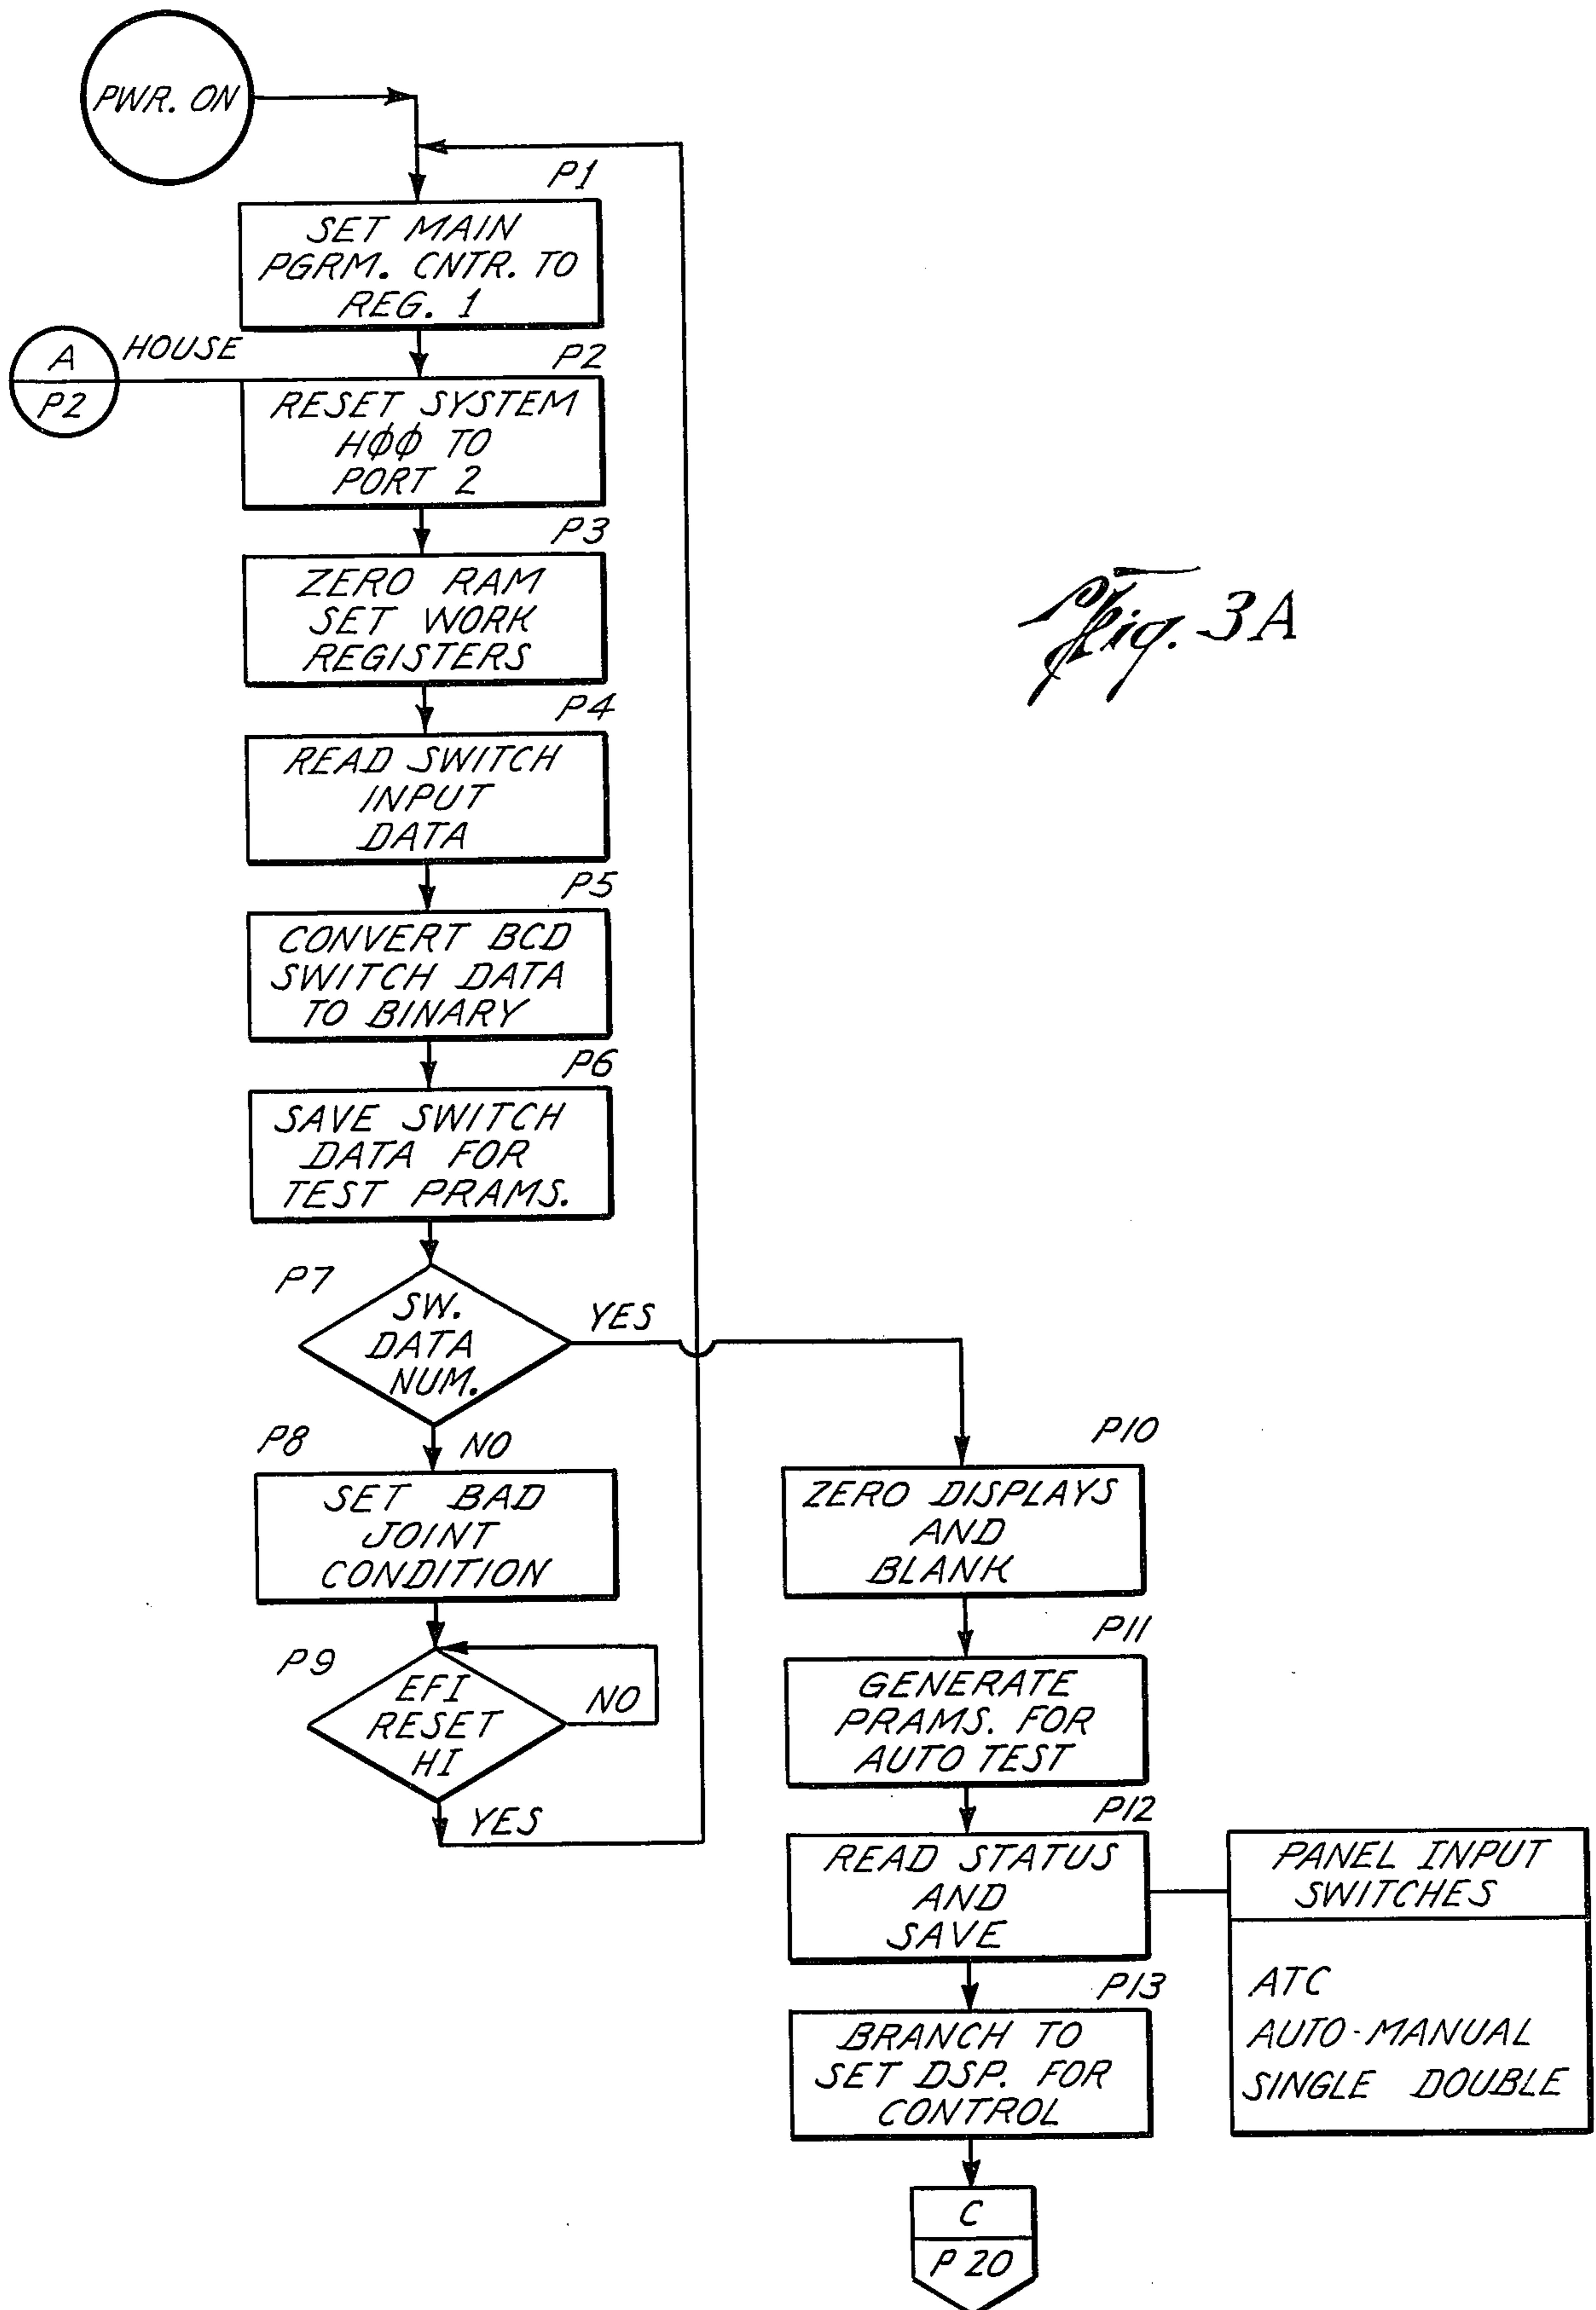 PWR. ON
P1
SET MAIN
PGRM. CNTR. TO
REG. 1
A
P2
HOUSE
P2
RESET SYSTEM
HØØ TO
PORT 2
P3
ZERO RAM
SET WORK
REGISTERS
Fig. 3A
P4
READ SWITCH
INPUT
DATA
P5
CONVERT BCD
SWITCH DATA
TO BINARY
P6
SAVE SWITCH
DATA FOR
TEST PRAMS.
P7
SW.
DATA
NUM.
YES
NO
P8
SET BAD
JOINT
CONDITION
P9
EFI
RESET
HI
NO
YES
P10
ZERO DISPLAYS
AND
BLANK
P11
GENERATE
PRAMS. FOR
AUTO TEST
P12
READ STATUS
AND
SAVE
PANEL INPUT
SWITCHES
ATC
AUTO-MANUAL
SINGLE DOUBLE
P13
BRANCH TO
SET DSP. FOR
CONTROL
C
P 20